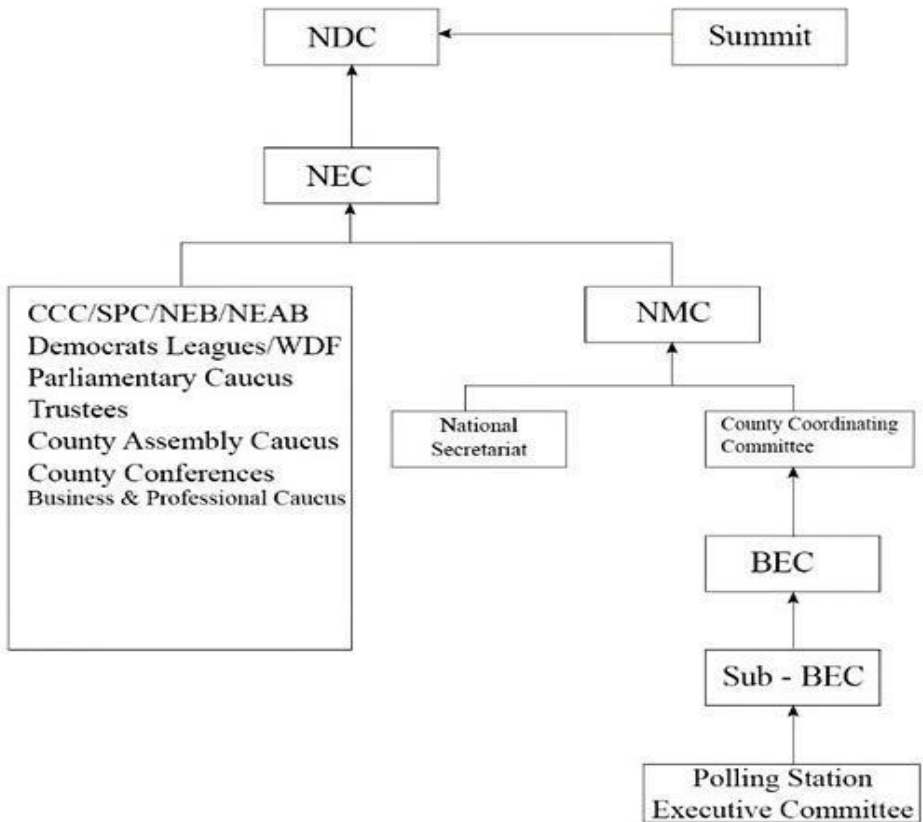 NDC
Summit
NEC
CCC/SPC/NEB/NEAB
Democrats Leagues/WDF
Parliamentary Caucus
Trustees
County Assembly Caucus
County Conferences
Business & Professional Caucus
NMC
National
Secretariat
County Coordinating
Committee
BEC
Sub - BEC
Polling Station
Executive Committee